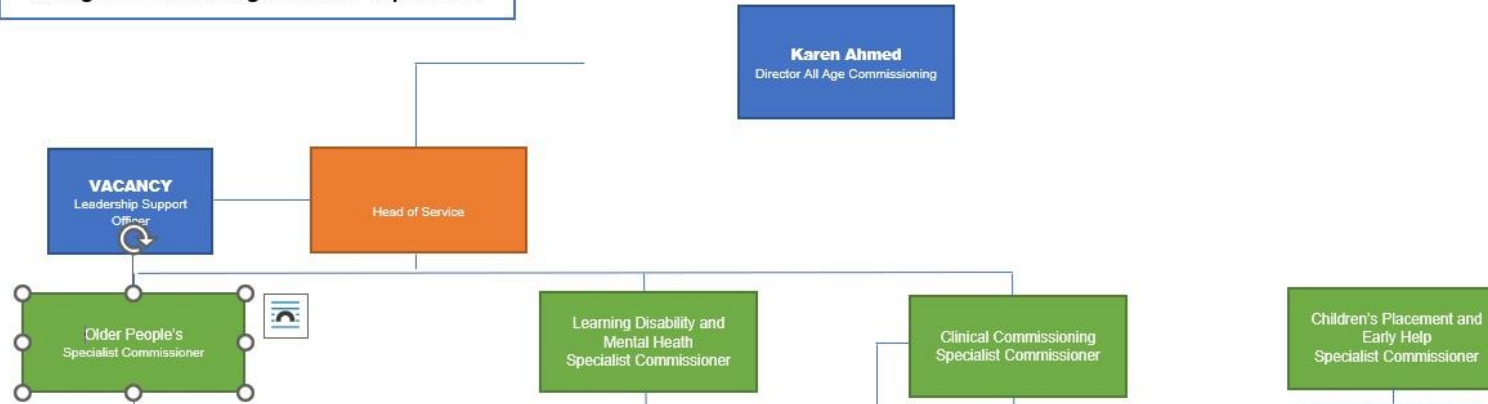 Karen Ahmed
Director All Age Commissioning
VACANCY
Leadership Support
Officer
Head of Service
Older People's
Specialist Commissioner
Learning Disability and
Mental Heath
Specialist Commissioner
Clinical Commissioning
Specialist Commissioner
Children's Placement and
Early Help
Specialist Commissioner